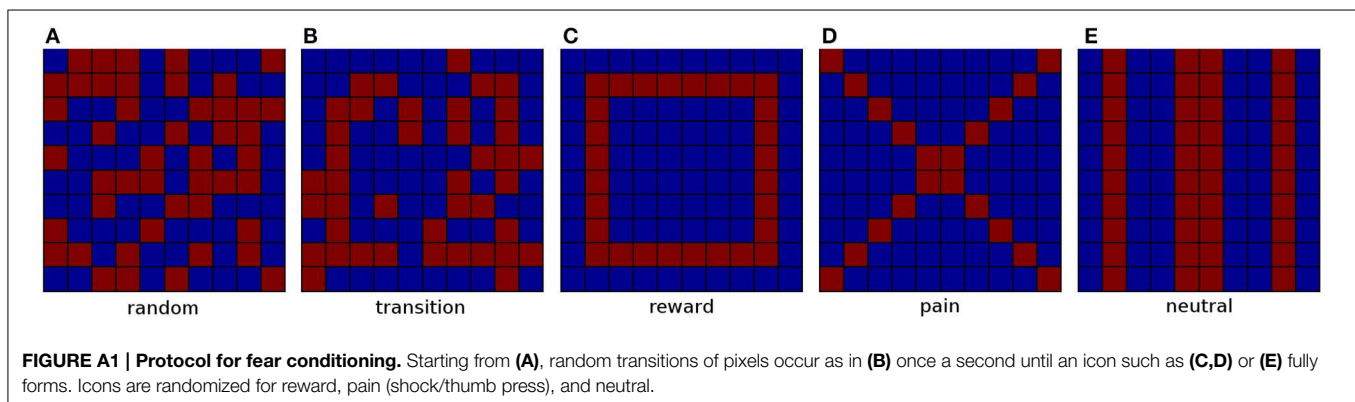 A B C D E
random transition reward pain neutral
FIGURE A1 | Protocol for fear conditioning. Starting from (A), random transitions of pixels occur as in (B) once a second until an icon such as (C,D) or (E) fully
forms. Icons are randomized for reward, pain (shock/thumb press), and neutral.